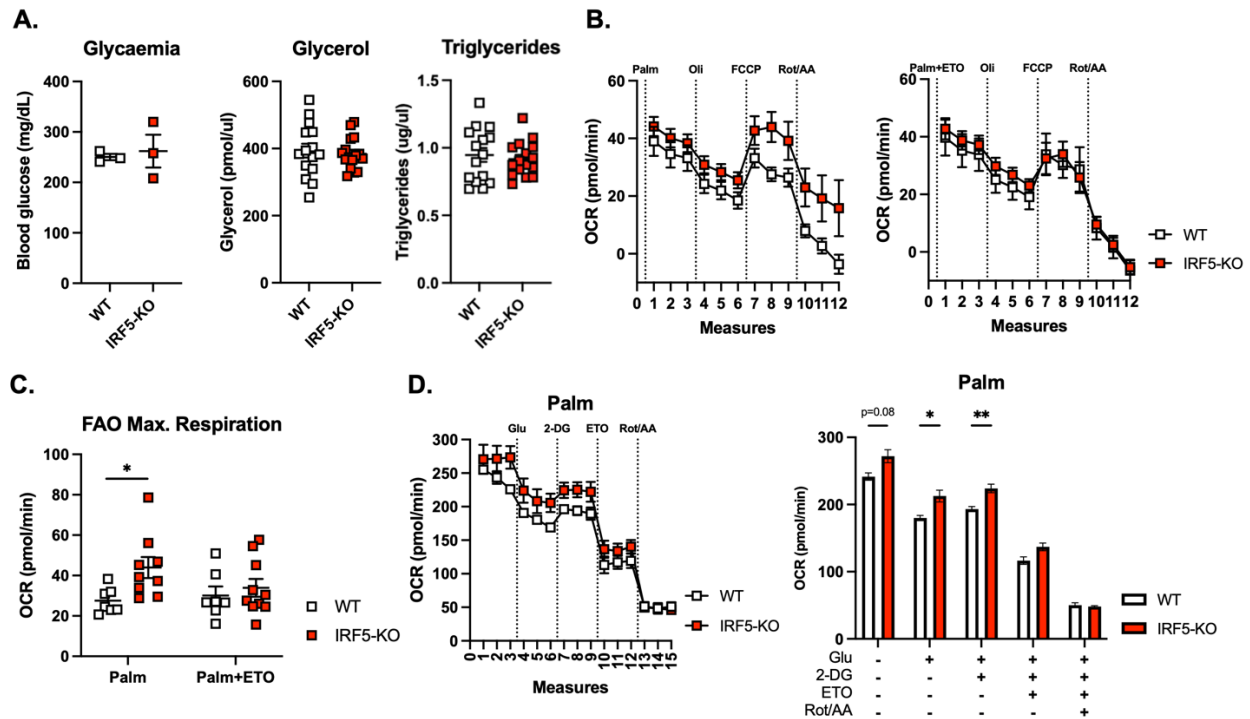 A.
Glycaemia
Blood glucose (mg/dL)
400
300
200
100
0
WT
IRF5-KO
Glycerol
Glycerol (pmol/ul)
600
400
200
0
WT
IRF5-KO
Triglycerides
Triglycerides (ug/ul)
1.5
1.0
0.5
0.0
WT
IRF5-KO
B.
Palm Oli FCCP Rot/AA
OCR (pmol/min)
60
40
20
0
0 1 2 3 4 5 6 7 8 9 10 11 12
Measures
Palm+ETO Oli FCCP Rot/AA
OCR (pmol/min)
40
20
0
0 1 2 3 4 5 6 7 8 9 10 11 12
Measures
WT
IRF5-KO
C.
FAO Max. Respiration
OCR (pmol/min)
100
80
60
40
20
0
*
Palm Palm+ETO
WT
IRF5-KO
D.
Palm
Glu 2-DG ETO Rot/AA
OCR (pmol/min)
300
250
200
150
100
50
0
0 1 2 3 4 5 6 7 8 9 10 11 12 13 14 15
Measures
WT
IRF5-KO
Palm
p=0.08 * **
OCR (pmol/min)
300
200
100
0
WT
IRF5-KO
Glu - + + + +
2-DG - - + + +
ETO - - - + +
Rot/AA - - - - +